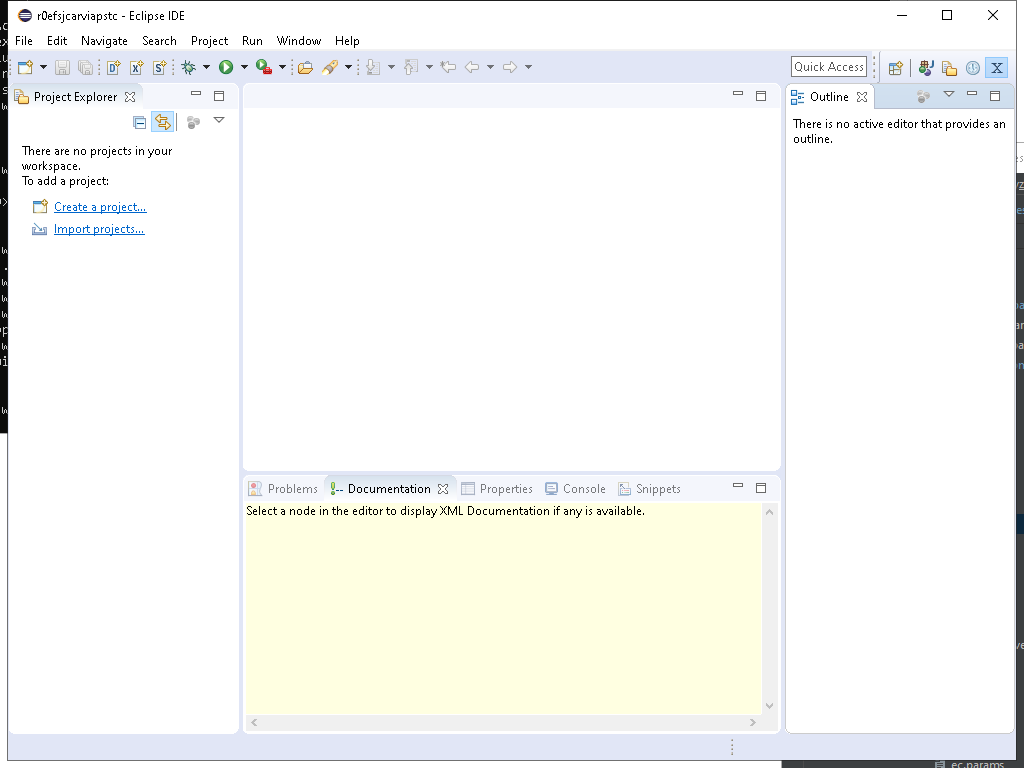 r0efsjcarviapstc - Eclipse IDE
File Edit Navigate Search Project Run Window Help
Quick Access
Project Explorer
There are no projects in your
workspace.
To add a project:
Create a project...
Import projects...
Outline
There is no active editor that provides an
outline.
Problems Documentation Properties Console Snippets
Select a node in the editor to display XML Documentation if any is available.
ec.params